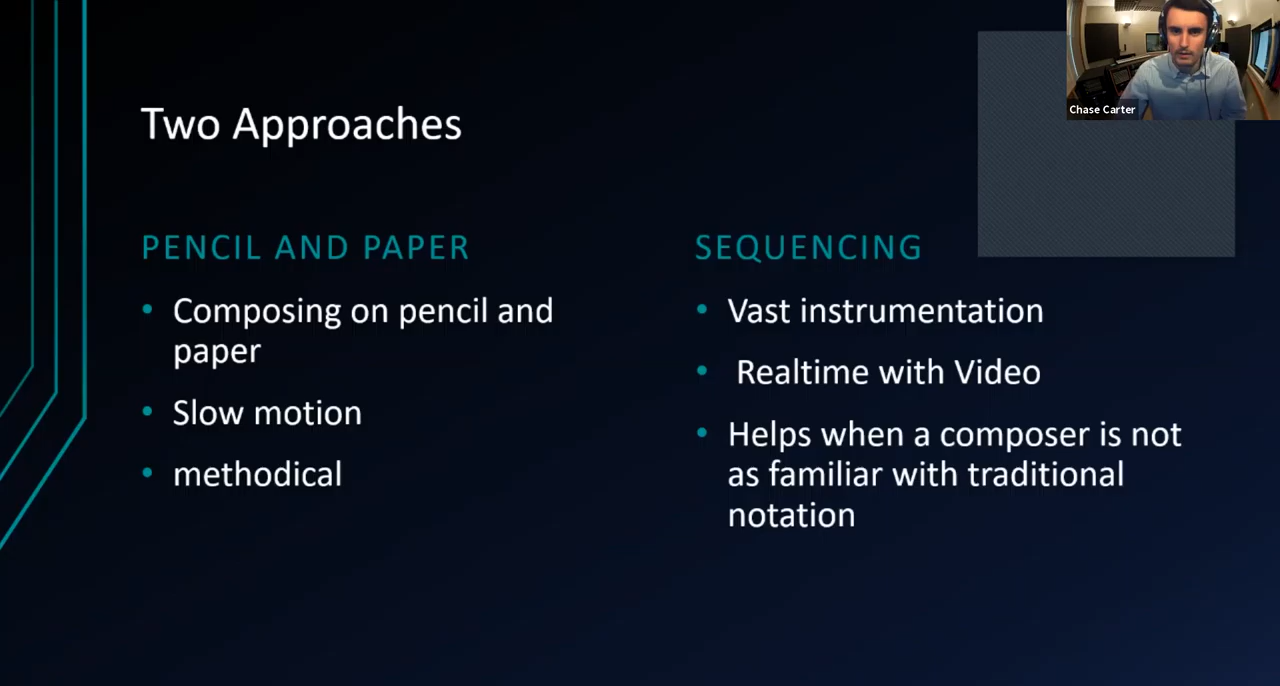 Chase Carter
Two Approaches
PENCIL AND PAPER
• Composing on pencil and
paper
• Slow motion
• methodical
SEQUENCING
• Vast instrumentation
• Realtime with Video
• Helps when a composer is not
as familiar with traditional
notation